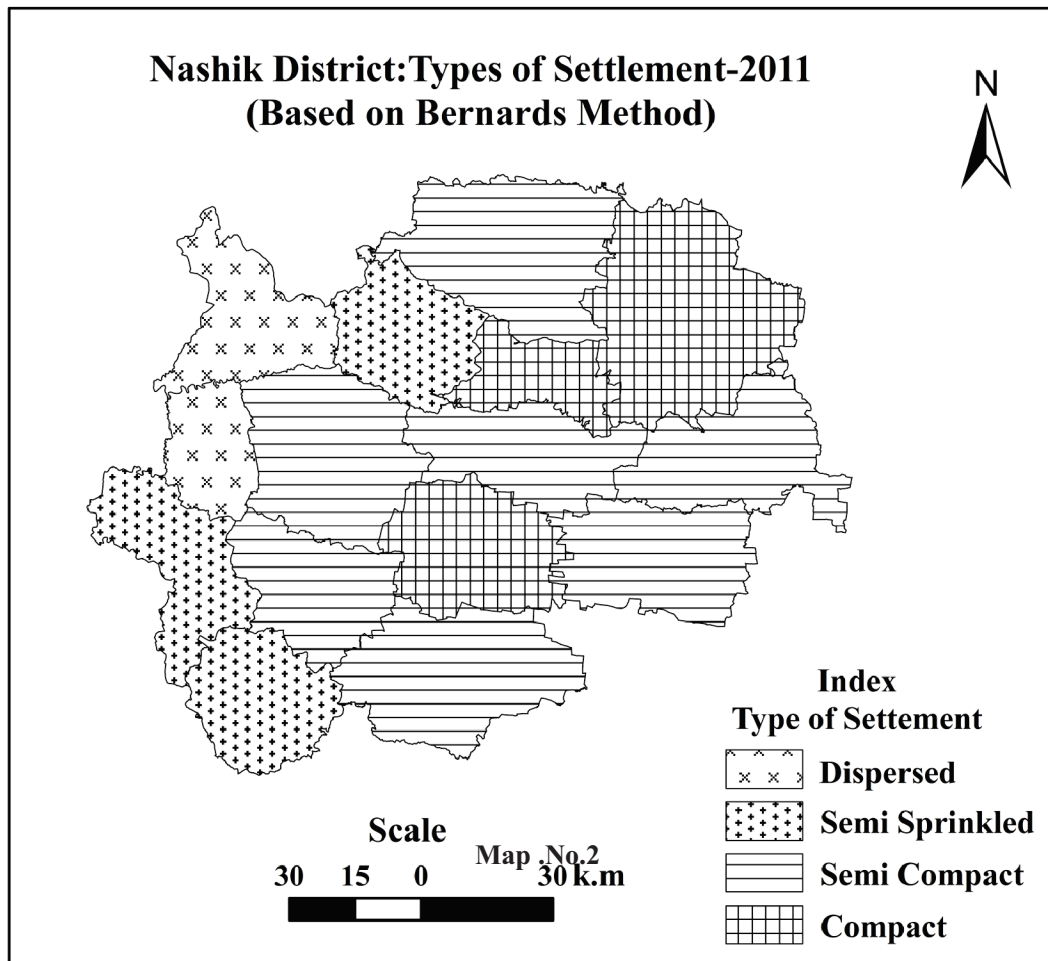 Nashik District:Types of Settlement-2011
(Based on Bernards Method)
N
Index
Type of Settement
Dispersed
Semi Sprinkled
Semi Compact
Compact
Scale
Map .No.2
30 15 0 30 k.m